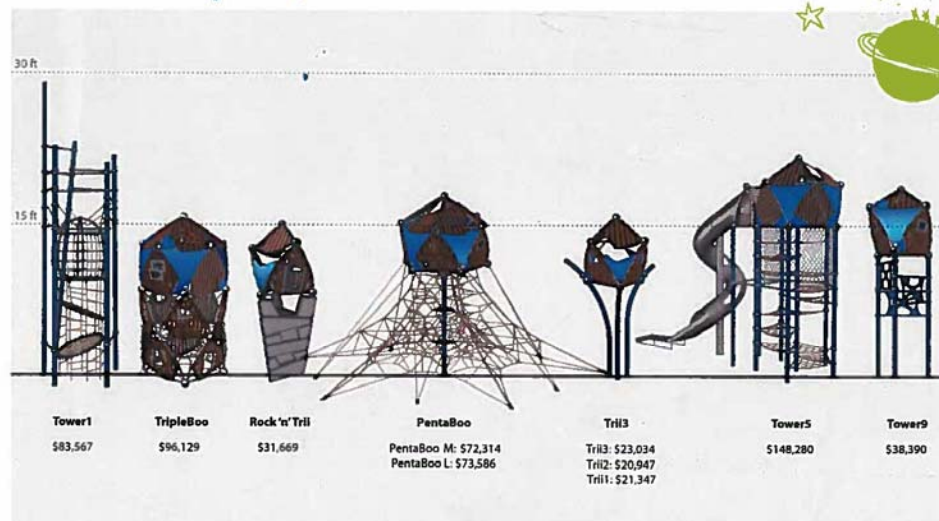 30 ft
15 ft
Tower1
$83,567
TripleBoo
$96,129
Rock 'n' Trii
$31,669
PentaBoo
PentaBoo M: $72,314
PentaBoo L: $73,586
Trii3
Trii3: $23,034
Trii2: $20,947
Trii1: $21,347
Tower5
$148,280
Tower9
$38,390